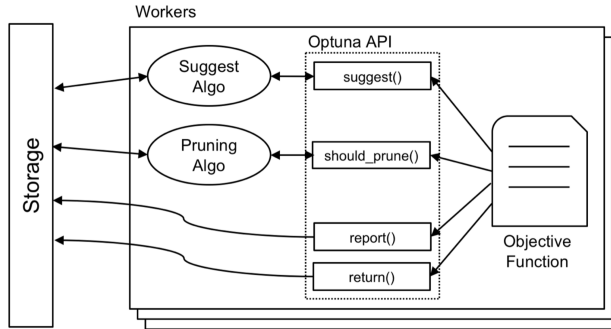 Workers
Optuna API
Suggest
Algo
suggest()
Pruning
Algo
should_prune()
Storage
report()
return()
Objective
Function